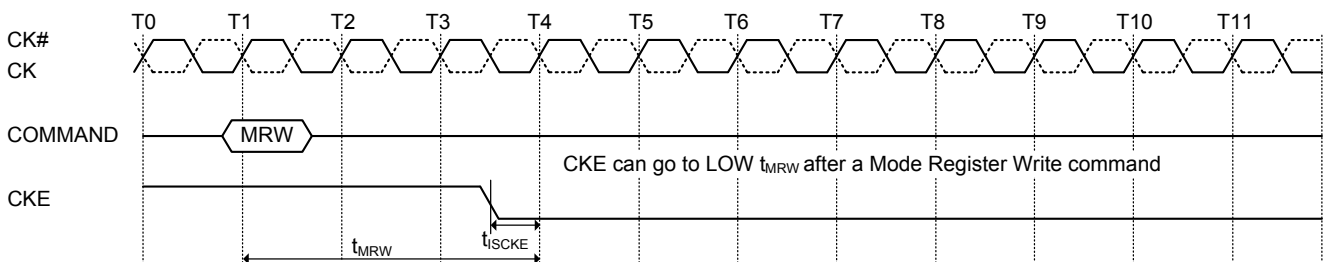 T0 T1 T2 T3 T4 T5 T6 T7 T8 T9 T10 T11
CK#
CK
COMMAND MRW
CKE can go to LOW tMRW after a Mode Register Write command
CKE
tISCKE
tMRW